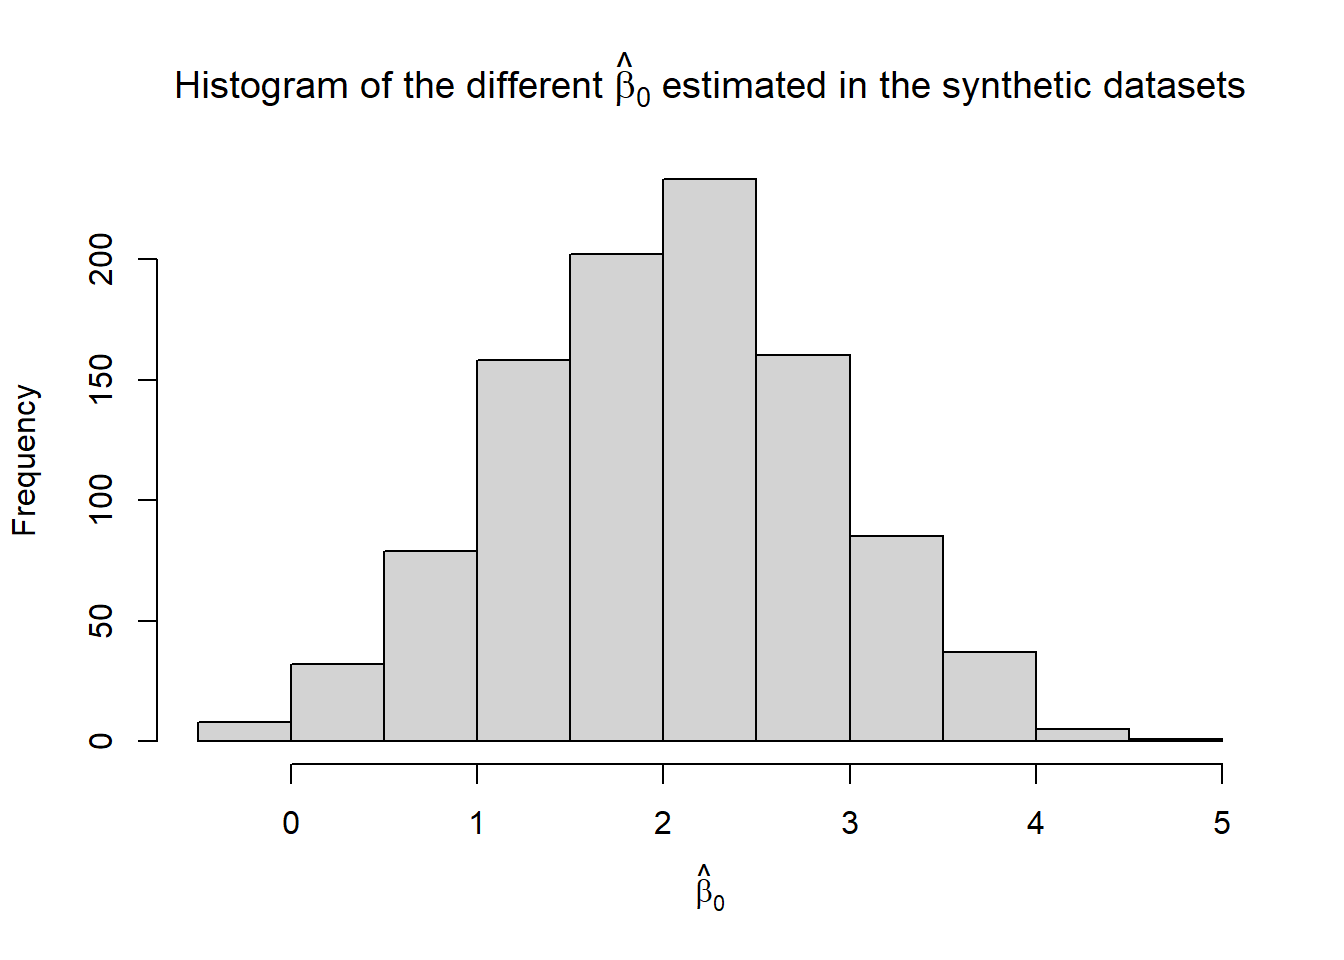 Histogram of the different β̂₀ estimated in the synthetic datasets
200
150
100
50
0
Frequency
0 1 2 3 4 5
β̂₀